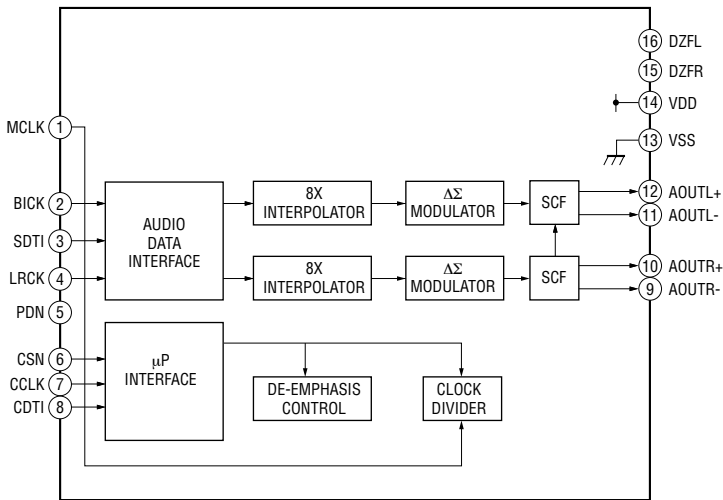 16 DZFL
15 DZFR
14 VDD
MCLK 1
13 VSS
BICK 2
AUDIO
DATA
INTERFACE
8X
INTERPOLATOR
ΔΣ
MODULATOR
SCF
12 AOUTL+
11 AOUTL-
SDTI 3
LRCK 4
8X
INTERPOLATOR
ΔΣ
MODULATOR
SCF
10 AOUTR+
9 AOUTR-
PDN 5
CSN 6
CCLK 7
CDTI 8
μP
INTERFACE
DE-EMPHASIS
CONTROL
CLOCK
DIVIDER